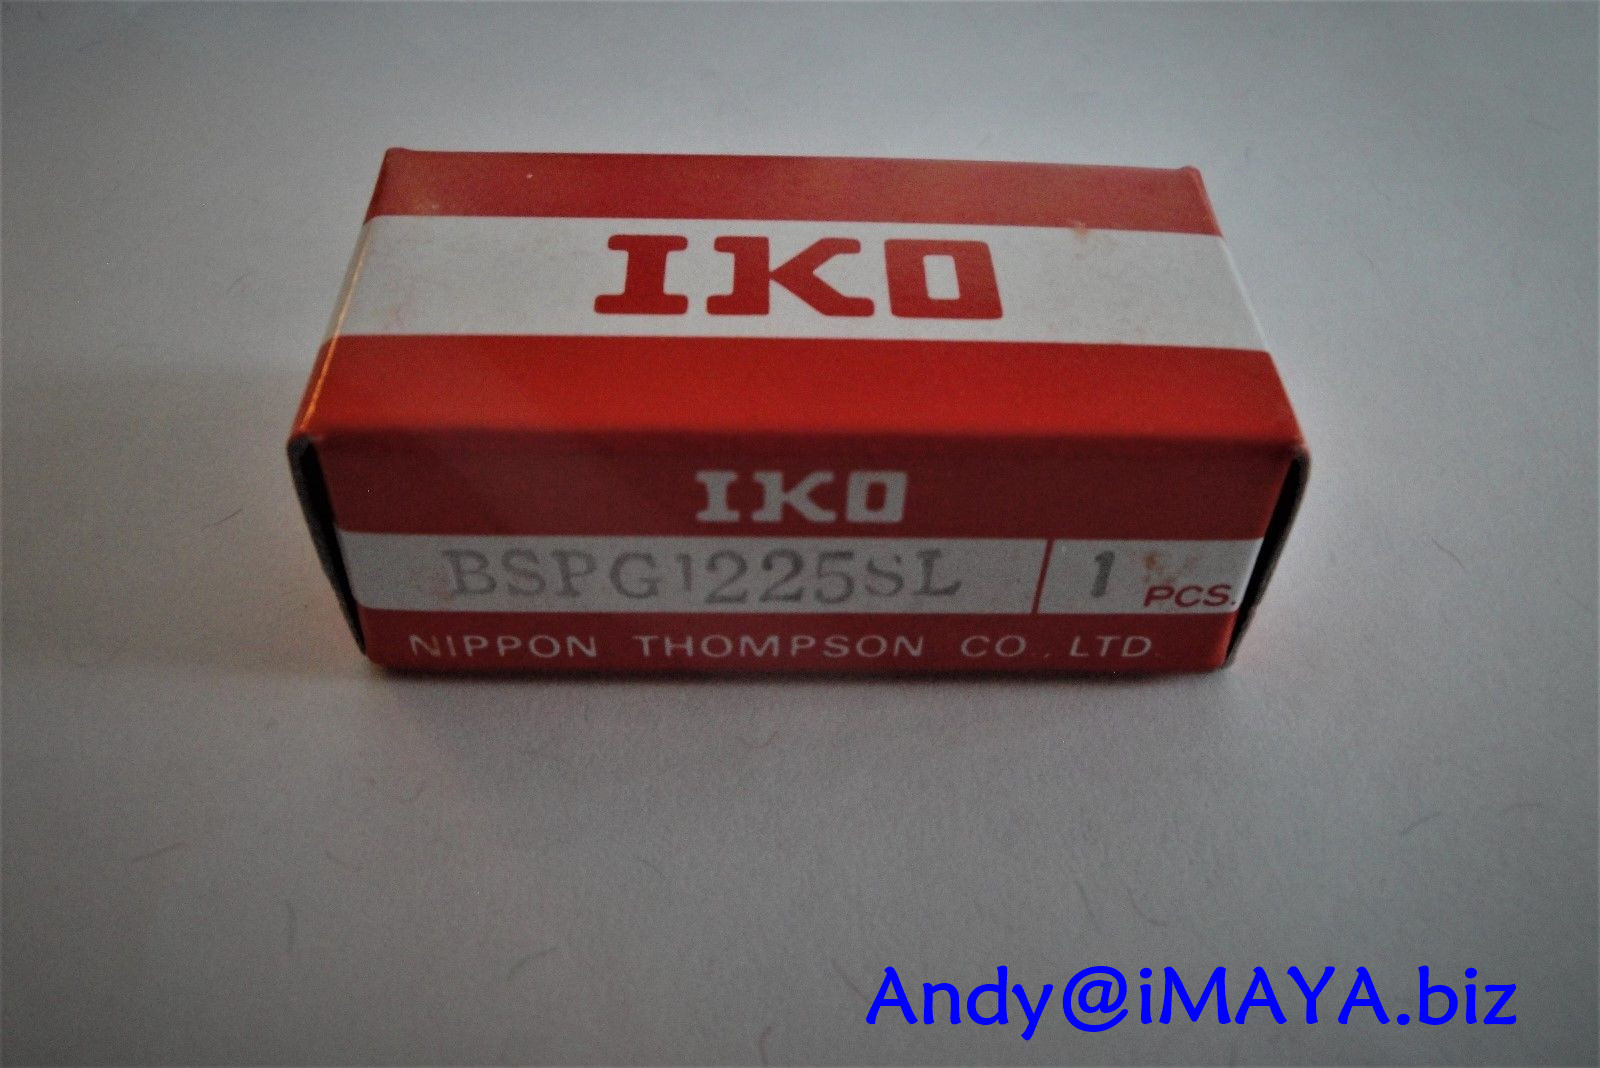 IKO
IKO
BSPG1225SL 1 PCS.
NIPPON THOMPSON CO., LTD.
Andy@iMAYA.biz